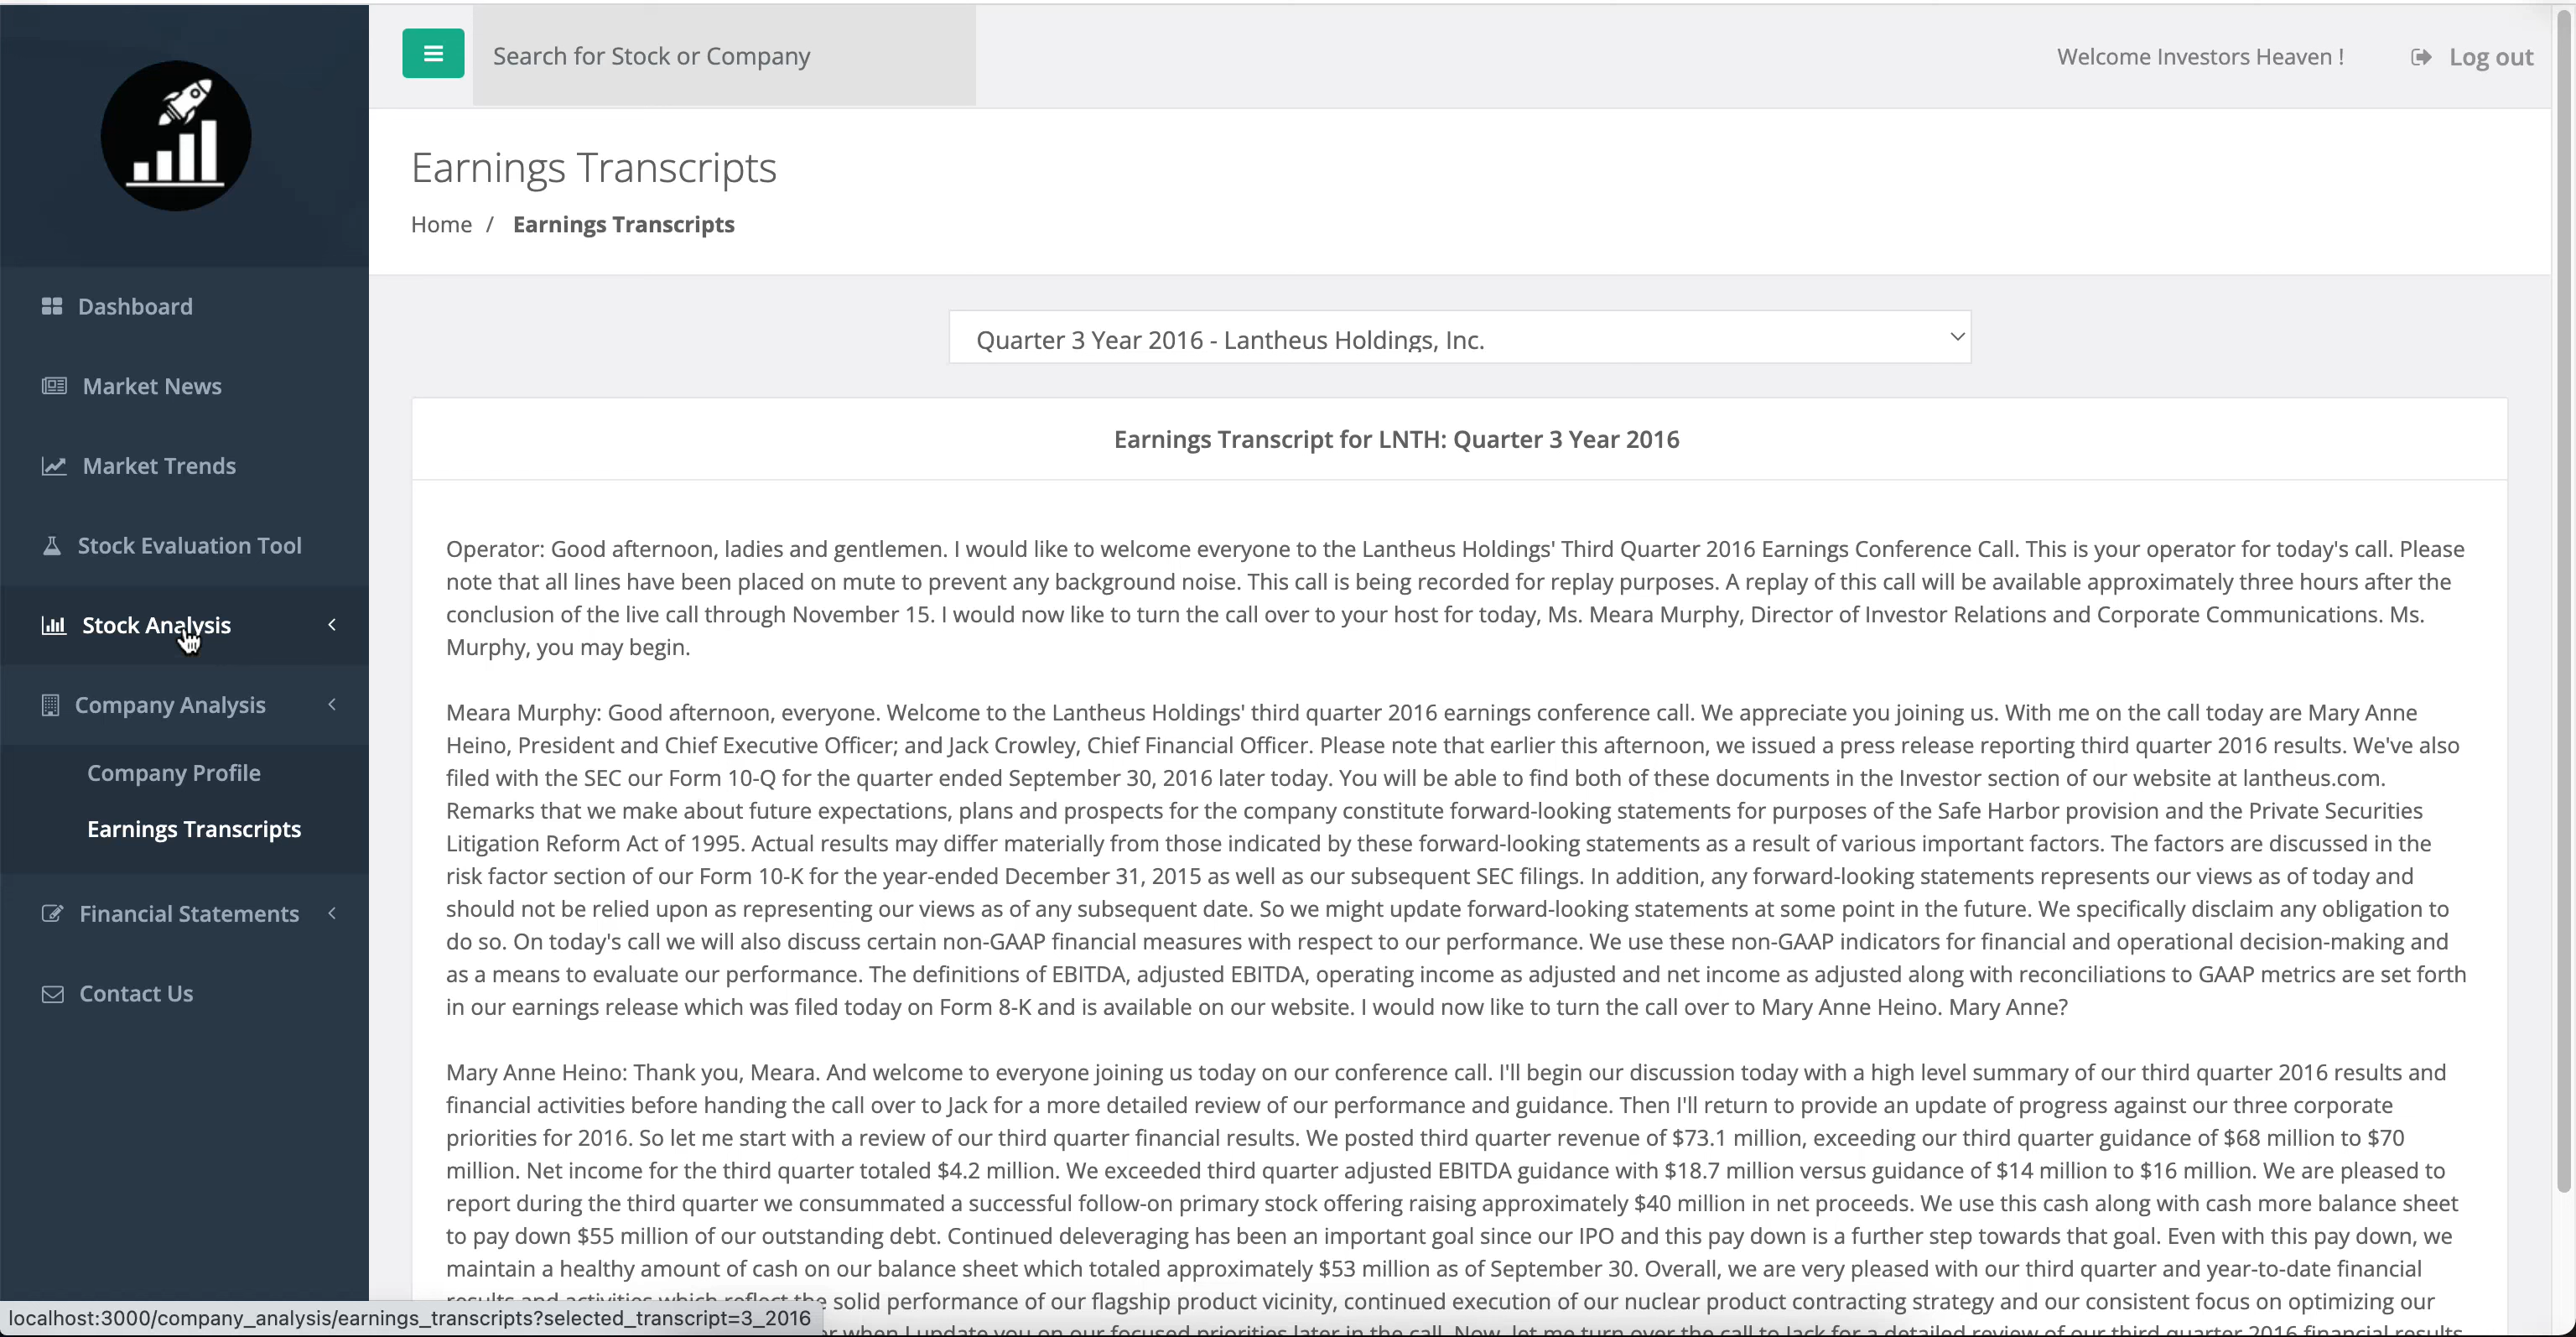 Search for Stock or Company
Welcome Investors Heaven !
Log out
Earnings Transcripts
Home / Earnings Transcripts
Dashboard
Market News
Market Trends
Stock Evaluation Tool
Stock Analysis
Company Analysis
Company Profile
Earnings Transcripts
Financial Statements
Contact Us
Quarter 3 Year 2016 - Lantheus Holdings, Inc.
Earnings Transcript for LNTH: Quarter 3 Year 2016
Operator: Good afternoon, ladies and gentlemen. I would like to welcome everyone to the Lantheus Holdings' Third Quarter 2016 Earnings Conference Call. This is your operator for today's call. Please
note that all lines have been placed on mute to prevent any background noise. This call is being recorded for replay purposes. A replay of this call will be available approximately three hours after the
conclusion of the live call through November 15. I would now like to turn the call over to your host for today, Ms. Meara Murphy, Director of Investor Relations and Corporate Communications. Ms.
Murphy, you may begin.
Meara Murphy: Good afternoon, everyone. Welcome to the Lantheus Holdings' third quarter 2016 earnings conference call. We appreciate you joining us. With me on the call today are Mary Anne
Heino, President and Chief Executive Officer; and Jack Crowley, Chief Financial Officer. Please note that earlier this afternoon, we issued a press release reporting third quarter 2016 results. We've also
filed with the SEC our Form 10-Q for the quarter ended September 30, 2016 later today. You will be able to find both of these documents in the Investor section of our website at lantheus.com.
Remarks that we make about future expectations, plans and prospects for the company constitute forward-looking statements for purposes of the Safe Harbor provision and the Private Securities
Litigation Reform Act of 1995. Actual results may differ materially from those indicated by these forward-looking statements as a result of various important factors. The factors are discussed in the
risk factor section of our Form 10-K for the year-ended December 31, 2015 as well as our subsequent SEC filings. In addition, any forward-looking statements represents our views as of today and
should not be relied upon as representing our views as of any subsequent date. So we might update forward-looking statements at some point in the future. We specifically disclaim any obligation to
do so. On today's call we will also discuss certain non-GAAP financial measures with respect to our performance. We use these non-GAAP indicators for financial and operational decision-making and
as a means to evaluate our performance. The definitions of EBITDA, adjusted EBITDA, operating income as adjusted and net income as adjusted along with reconciliations to GAAP metrics are set forth
in our earnings release which was filed today on Form 8-K and is available on our website. I would now like to turn the call over to Mary Anne Heino. Mary Anne?
Mary Anne Heino: Thank you, Meara. And welcome to everyone joining us today on our conference call. I'll begin our discussion today with a high level summary of our third quarter 2016 results and
financial activities before handing the call over to Jack for a more detailed review of our performance and guidance. Then I'll return to provide an update of progress against our three corporate
priorities for 2016. So let me start with a review of our third quarter financial results. We posted third quarter revenue of $73.1 million, exceeding our third quarter guidance of $68 million to $70
million. Net income for the third quarter totaled $4.2 million. We exceeded third quarter adjusted EBITDA guidance with $18.7 million versus guidance of $14 million to $16 million. We are pleased to
report during the third quarter we consummated a successful follow-on primary stock offering raising approximately $40 million in net proceeds. We use this cash along with cash more balance sheet
to pay down $55 million of our outstanding debt. Continued deleveraging has been an important goal since our IPO and this pay down is a further step towards that goal. Even with this pay down, we
maintain a healthy amount of cash on our balance sheet which totaled approximately $53 million as of September 30. Overall, we are very pleased with our third quarter and year-to-date financial
results and activities which reflect the solid performance of our flagship product vicinity, continued execution of our nuclear product contracting strategy and our consistent focus on optimizing our
when I update you on our focused priorities later in the call. Now, let me turn over the call to Jack for a detailed review of our third quarter 2016 financial results
localhost:3000/company_analysis/earnings_transcripts?selected_transcript=3_2016